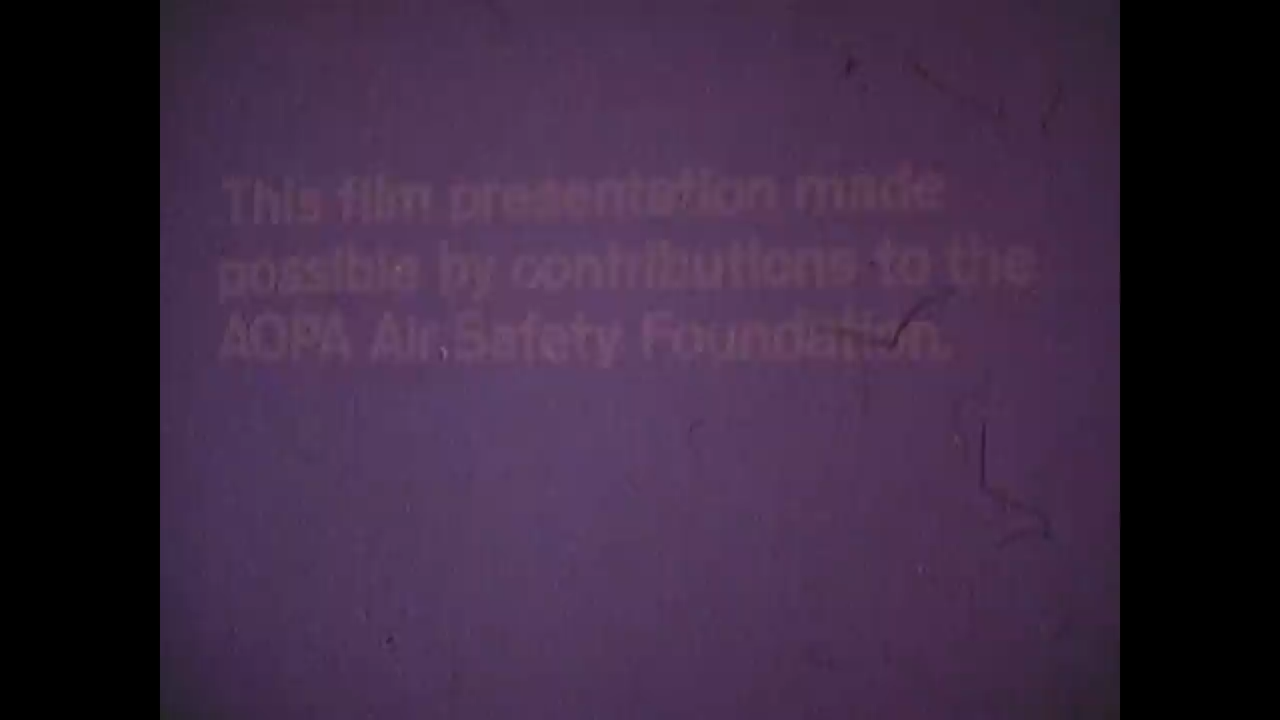 This film presentation made
possible by contributions to the
AOPA Air Safety Foundation.